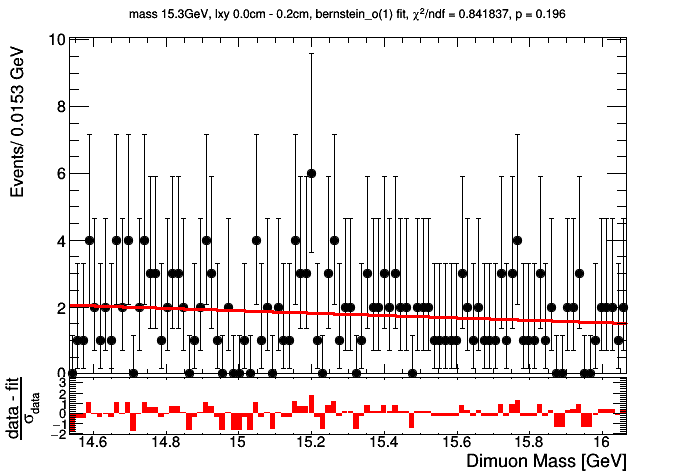 mass 15.3GeV, lxy 0.0cm - 0.2cm, bernstein_o(1) fit, χ²/ndf = 0.841837, p = 0.196
Events/ 0.0153 GeV
10
8
6
4
2
0
data - fit
σdata
3
2
1
0
−1
−2
14.6 14.8 15 15.2 15.4 15.6 15.8 16
Dimuon Mass [GeV]